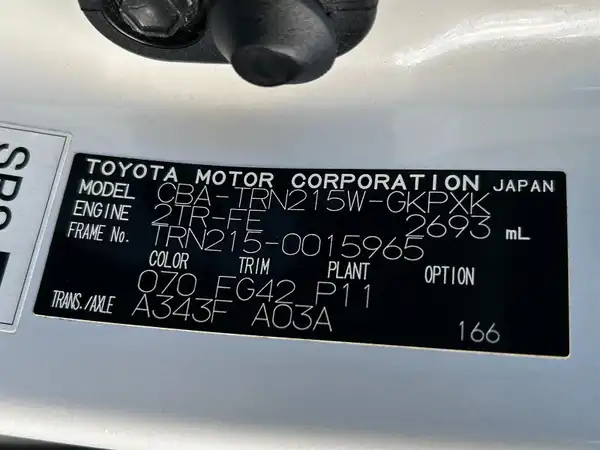 TOYOTA MOTOR CORPORATION JAPAN
MODEL CBA-TRN215W-GKPXK
ENGINE 2TR-FE 2693 mL
FRAME No. TRN215-0015965
COLOR TRIM PLANT OPTION
070 FG42 P11
TRANS./AXLE A343F A03A 166